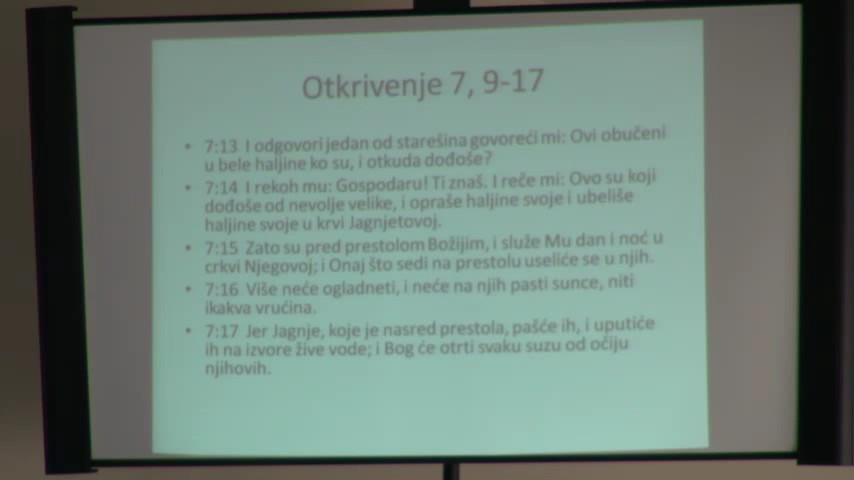 Otkrivenje 7, 9-17
• 7:13 I odgovori jedan od starešina govoreći mi: Ovi obučeni
u bele haljine ko su, i otkuda dođoše?
• 7:14 I rekoh mu: Gospodaru! Ti znaš. I reče mi: Ovo su koji
dođoše od nevolje velike, i opraše haljine svoje i ubeliše
haljine svoje u krvi Jagnjetovoj.
• 7:15 Zato su pred prestolom Božijim, i služe Mu dan i noć u
crkvi Njegovoj; i Onaj što sedi na prestolu useliće se u njih.
• 7:16 Više neće ogladneti, i neće na njih pasti sunce, niti
ikakva vrućina.
• 7:17 Jer Jagnje, koje je nasred prestola, pašće ih, i uputiće
ih na izvore žive vode; i Bog će otrti svaku suzu od očiju
njihovih.